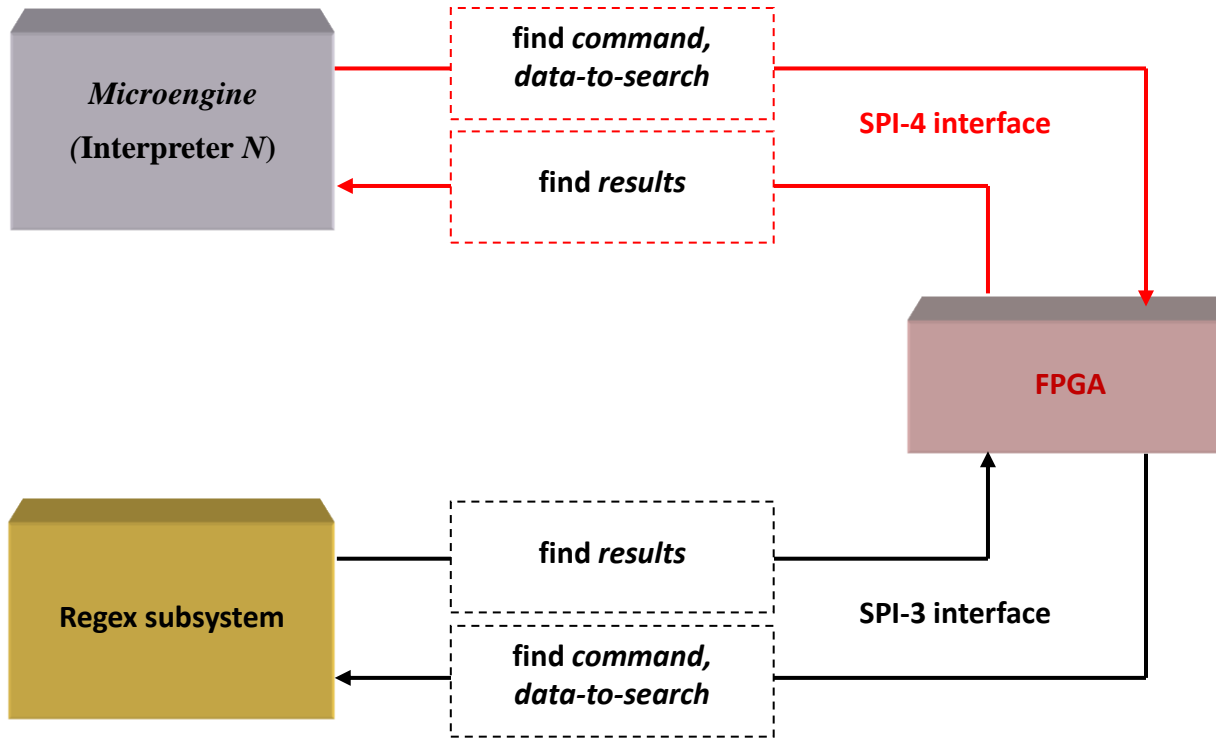 Microengine
(Interpreter N)
find command,
data-to-search
SPI-4 interface
find results
FPGA
Regex subsystem
find results
SPI-3 interface
find command,
data-to-search